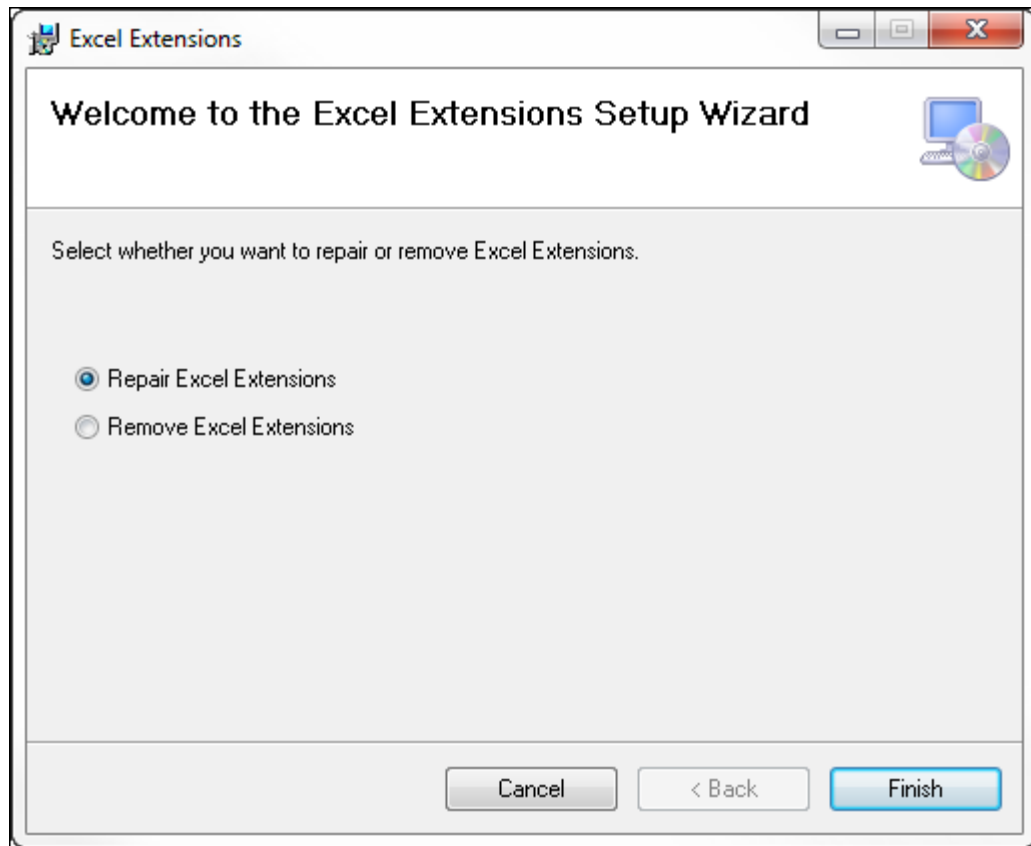 Excel Extensions
Welcome to the Excel Extensions Setup Wizard
Select whether you want to repair or remove Excel Extensions.
Repair Excel Extensions
Remove Excel Extensions
Cancel
< Back
Finish